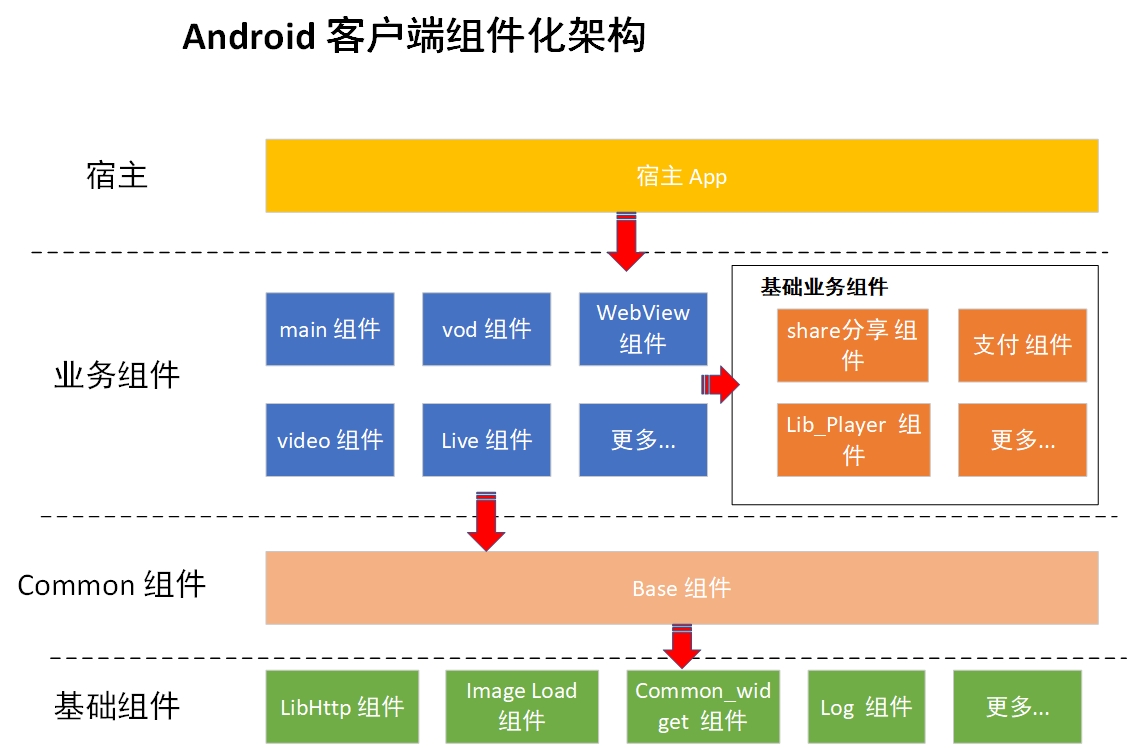 Android 客户端组件化架构
宿主
宿主 App
业务组件
main 组件
vod 组件
WebView
组件
video 组件
Live 组件
更多...
基础业务组件
share分享 组
件
支付 组件
Lib_Player 组
件
更多...
Common 组件
Base 组件
基础组件
LibHttp 组件
Image Load
组件
Common_wid
get 组件
Log 组件
更多...